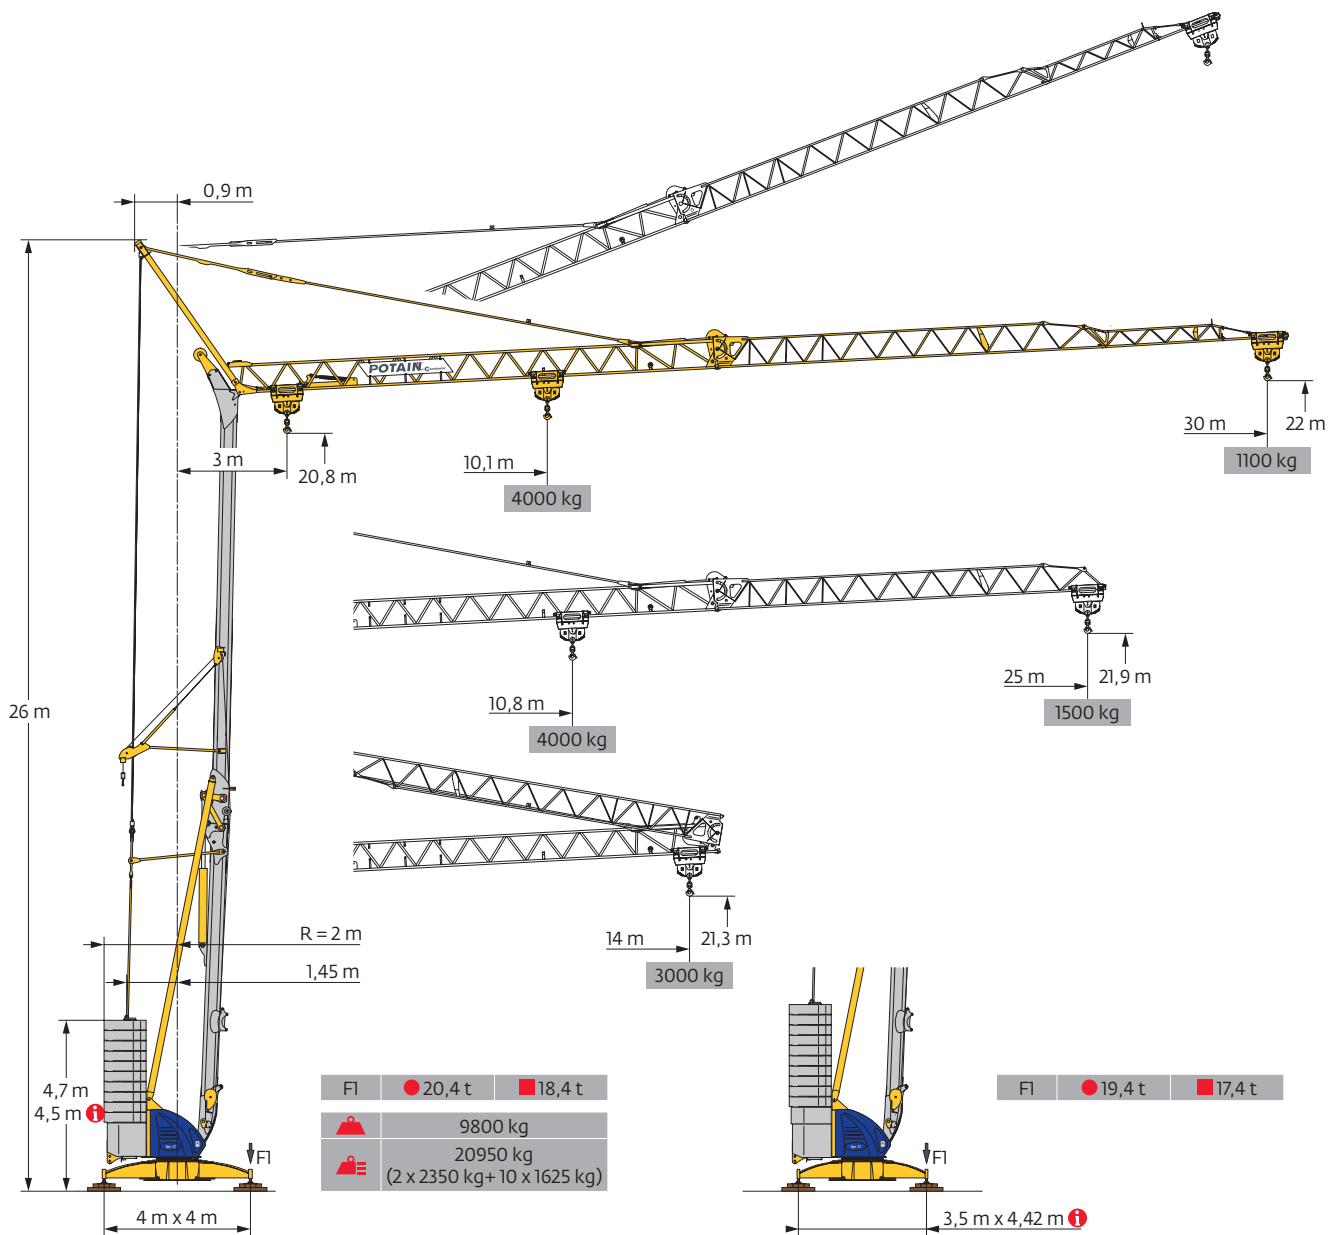 0,9 m
POTAIN
3 m
20,8 m
10,1 m
4000 kg
30 m
22 m
1100 kg
26 m
10,8 m
4000 kg
25 m
21,9 m
1500 kg
14 m
21,3 m
3000 kg
R = 2 m
1,45 m
4,7 m
4,5 m i
F1 20,4 t 18,4 t
9800 kg
20950 kg
(2 x 2350 kg+ 10 x 1625 kg)
F1
4 m x 4 m
F1 19,4 t 17,4 t
F1
3,5 m x 4,42 m i